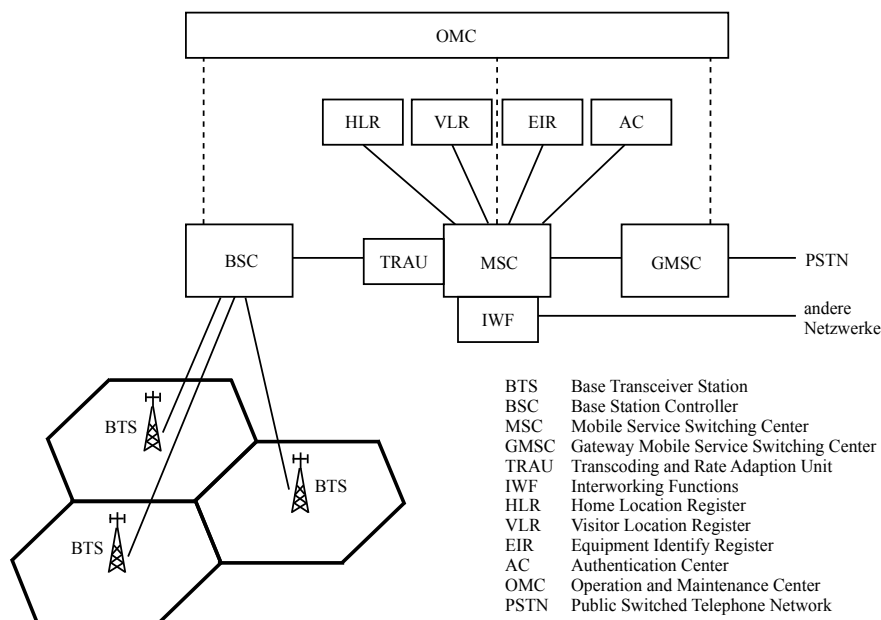 OMC
HLR VLR EIR AC
BSC TRAU MSC GMSC PSTN
IWF
andere
Netzwerke
BTS
BTS
BTS
BTS Base Transceiver Station
BSC Base Station Controller
MSC Mobile Service Switching Center
GMSC Gateway Mobile Service Switching Center
TRAU Transcoding and Rate Adaption Unit
IWF Interworking Functions
HLR Home Location Register
VLR Visitor Location Register
EIR Equipment Identify Register
AC Authentication Center
OMC Operation and Maintenance Center
PSTN Public Switched Telephone Network